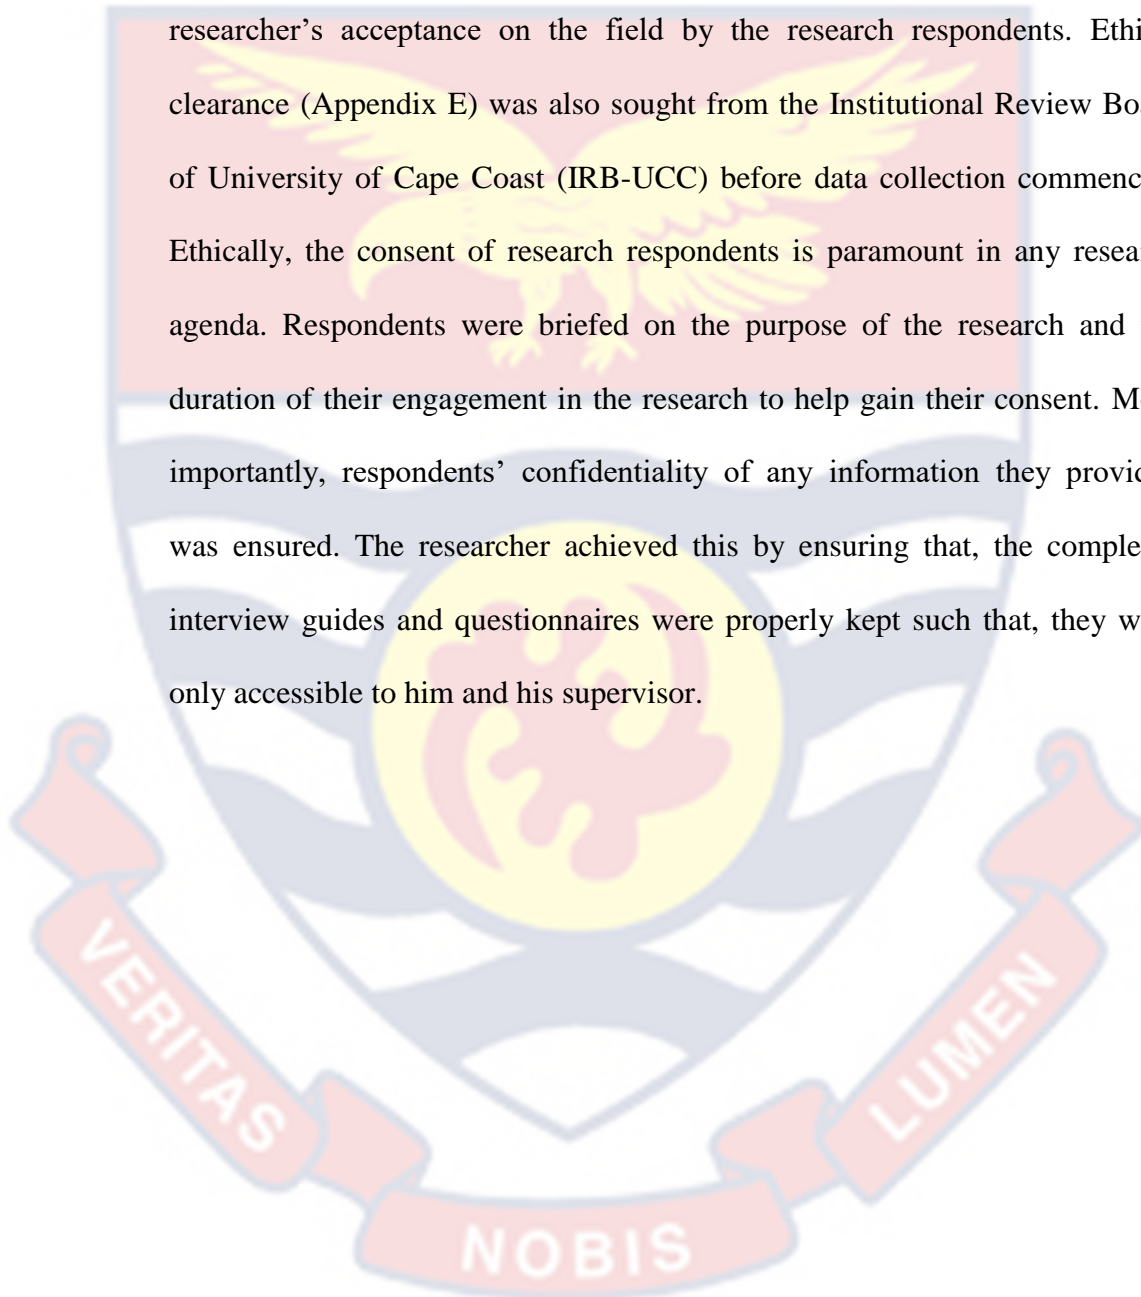 researcher's acceptance on the field by the research respondents. Ethi
clearance (Appendix E) was also sought from the Institutional Review Bo
of University of Cape Coast (IRB-UCC) before data collection commenc
Ethically, the consent of research respondents is paramount in any resea
agenda. Respondents were briefed on the purpose of the research and
duration of their engagement in the research to help gain their consent. M
importantly, respondents' confidentiality of any information they provid
was ensured. The researcher achieved this by ensuring that, the comple
interview guides and questionnaires were properly kept such that, they w
only accessible to him and his supervisor.
VERITAS
NOBIS
LUMEN